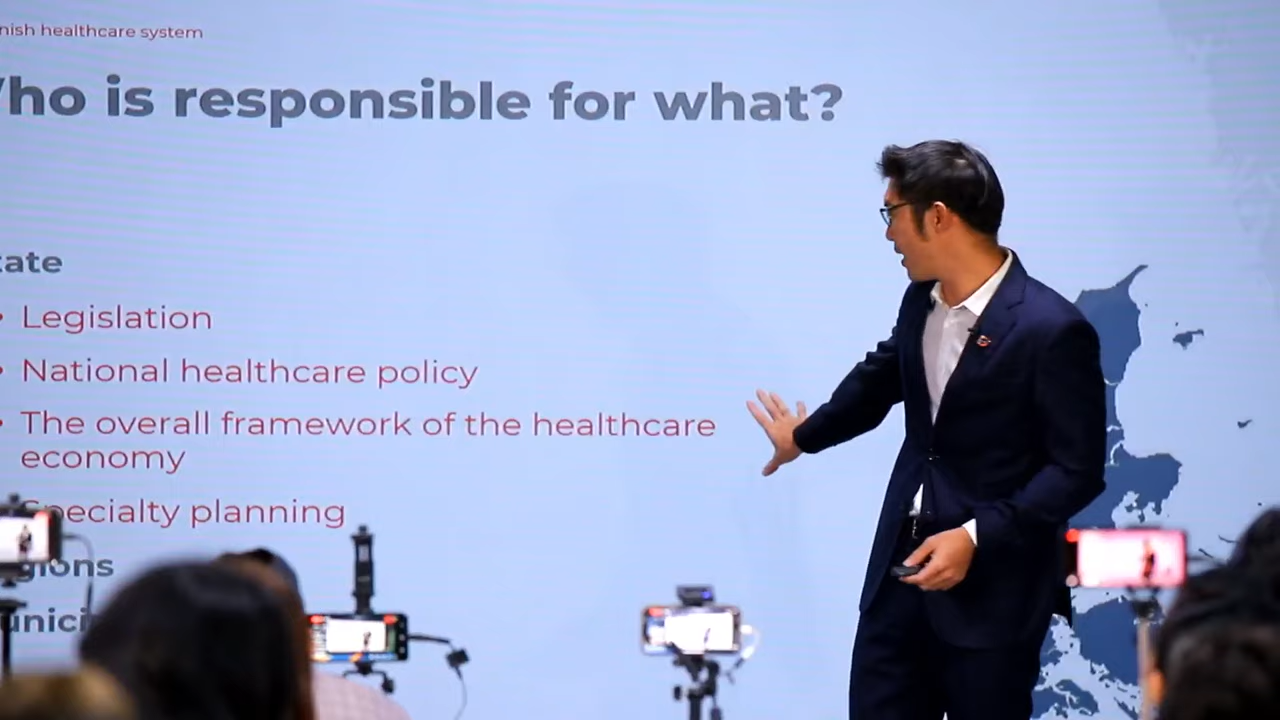 nish healthcare system
Who is responsible for what?
tate
• Legislation
• National healthcare policy
• The overall framework of the healthcare
economy
Specialty planning
gions
unici